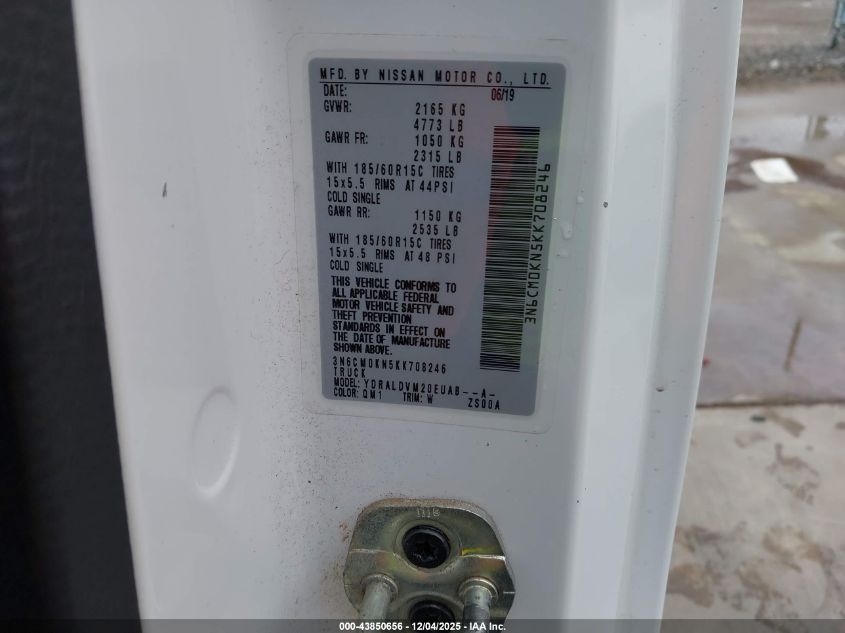 MFD. BY NISSAN MOTOR CO., LTD.
DATE: 06/19
GVWR: 2165 KG
4773 LB
GAWR FR: 1050 KG
2315 LB
WITH 185/60R15C TIRES
15x5.5 RIMS AT 44PSI
COLD SINGLE
GAWR RR: 1150 KG
2535 LB
WITH 185/60R15C TIRES
15x5.5 RIMS AT 48 PSI
COLD SINGLE
THIS VEHICLE CONFORMS TO
ALL APPLICABLE FEDERAL
MOTOR VEHICLE SAFETY AND
THEFT PREVENTION
STANDARDS IN EFFECT ON
THE DATE OF MANUFACTURE
SHOWN ABOVE.
3N6CM0KN5KK708246
TRUCK
MODEL: YDRALDVM20EUAB--A-
COLOR: QM1 TRIM: W ZS00A
3N6CM0KN5KK708246
000-43850656 - 12/04/2025 - IAA Inc.